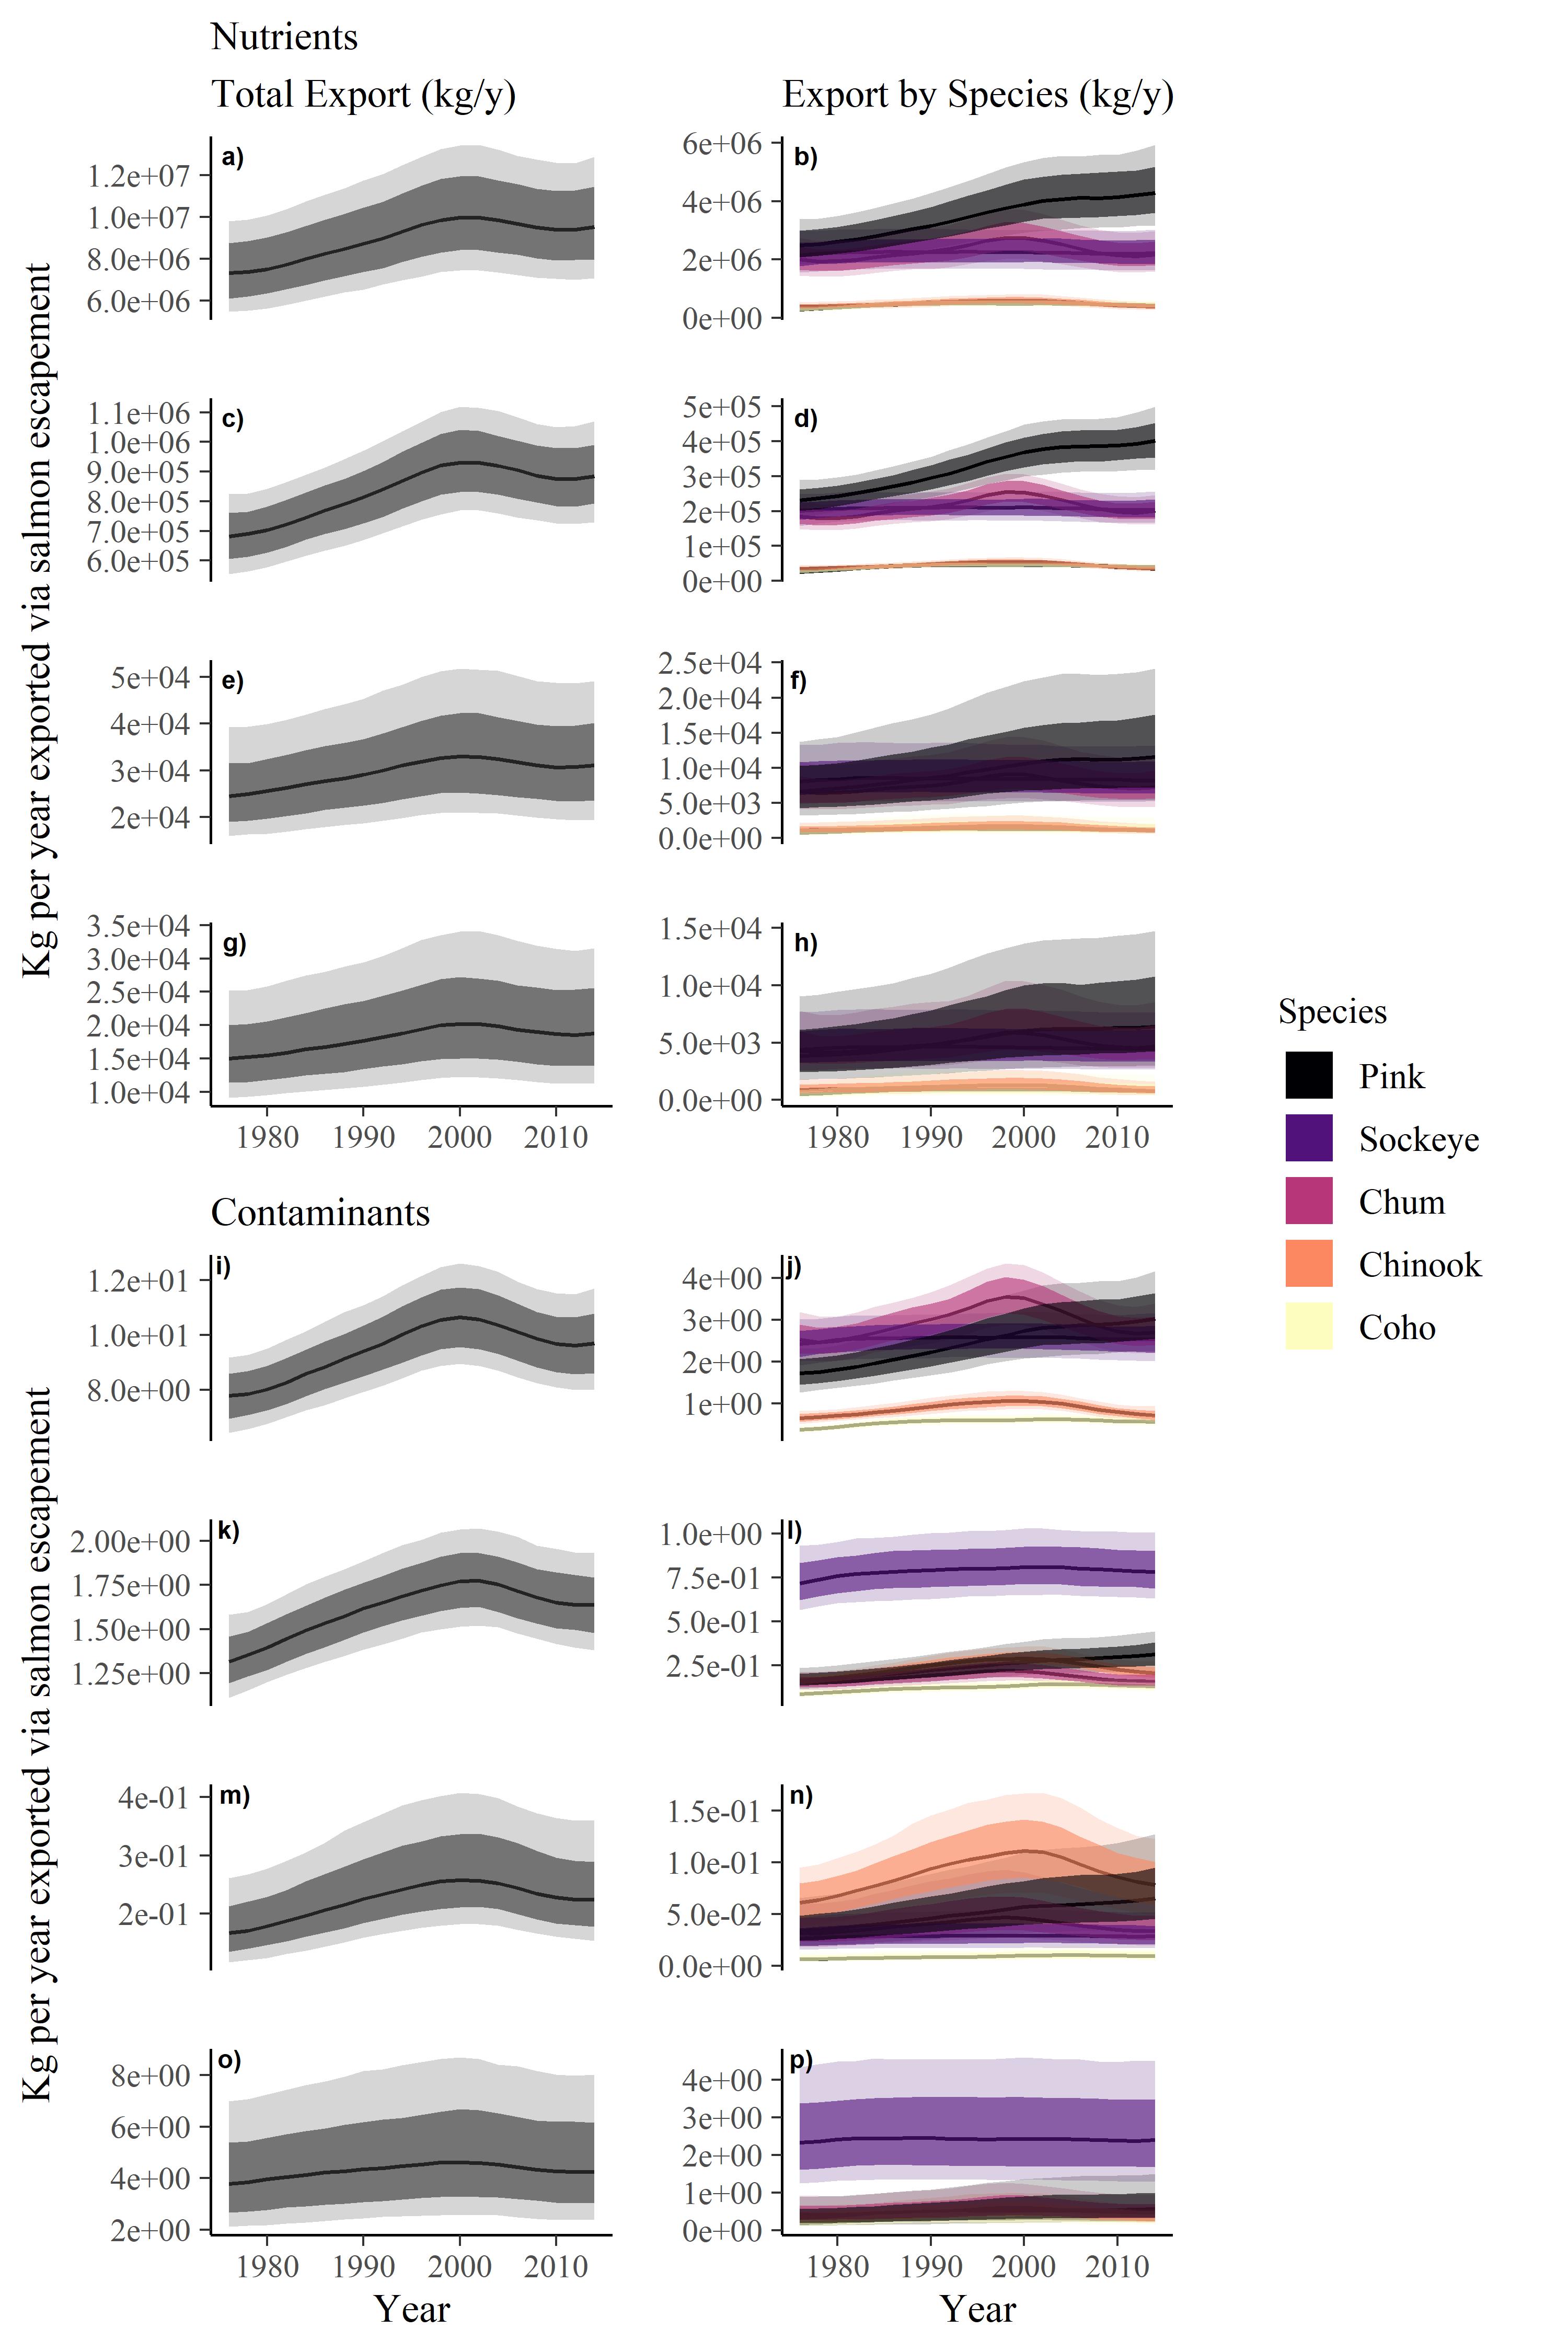 Nutrients
Total Export (kg/y)
Export by Species (kg/y)
Kg per year exported via salmon escapement
a)
1.2e+07
1.0e+07
8.0e+06
6.0e+06
b)
6e+06
4e+06
2e+06
0e+00
c)
1.1e+06
1.0e+06
9.0e+05
8.0e+05
7.0e+05
6.0e+05
d)
5e+05
4e+05
3e+05
2e+05
1e+05
0e+00
e)
5e+04
4e+04
3e+04
2e+04
f)
2.5e+04
2.0e+04
1.5e+04
1.0e+04
5.0e+03
0.0e+00
g)
3.5e+04
3.0e+04
2.5e+04
2.0e+04
1.5e+04
1.0e+04
1980 1990 2000 2010
h)
1.5e+04
1.0e+04
5.0e+03
0.0e+00
1980 1990 2000 2010
Species
Pink
Sockeye
Chum
Chinook
Coho
Contaminants
Kg per year exported via salmon escapement
i)
1.2e+01
1.0e+01
8.0e+00
j)
4e+00
3e+00
2e+00
1e+00
k)
2.00e+00
1.75e+00
1.50e+00
1.25e+00
l)
1.0e+00
7.5e-01
5.0e-01
2.5e-01
m)
4e-01
3e-01
2e-01
n)
1.5e-01
1.0e-01
5.0e-02
0.0e+00
o)
8e+00
6e+00
4e+00
2e+00
1980 1990 2000 2010
Year
p)
4e+00
3e+00
2e+00
1e+00
0e+00
1980 1990 2000 2010
Year